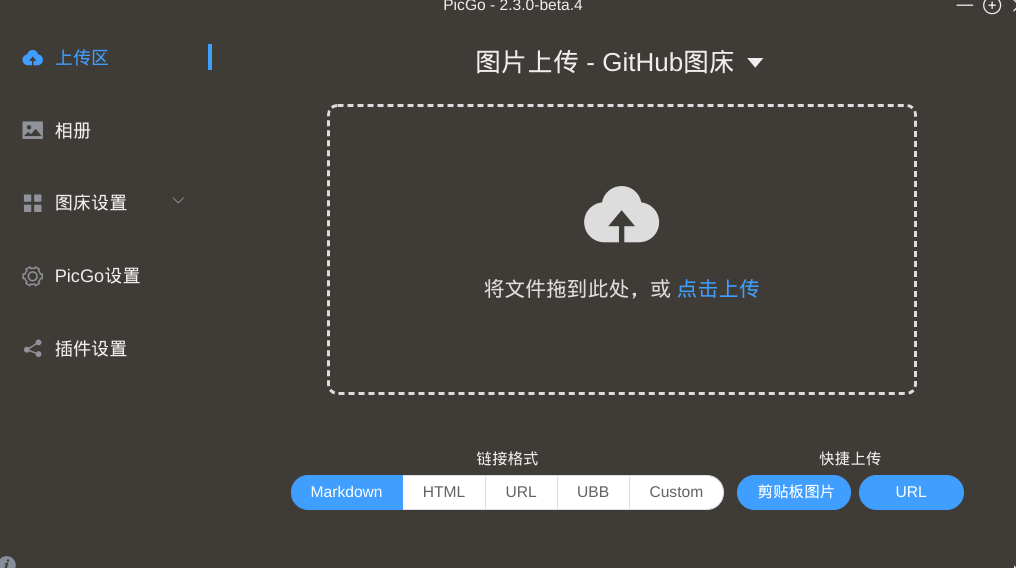 PicGo - 2.3.0-beta.4
上传区
相册
图床设置
PicGo设置
插件设置
图片上传 - GitHub图床
将文件拖到此处，或 点击上传
链接格式
Markdown HTML URL UBB Custom
快捷上传
剪贴板图片 URL